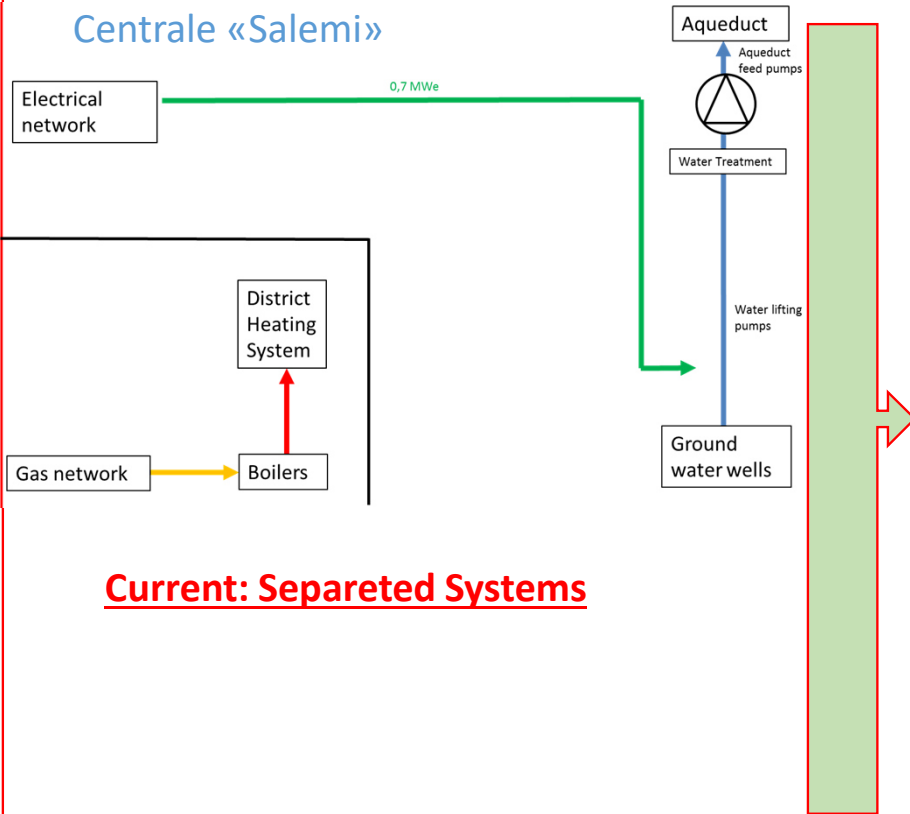 Centrale «Salemi»
Aqueduct
Aqueduct
feed pumps
Electrical
network
0,7 MWe
Water Treatment
District
Heating
System
Water lifting
pumps
Gas network
Boilers
Ground
water wells
Current: Separeted Systems